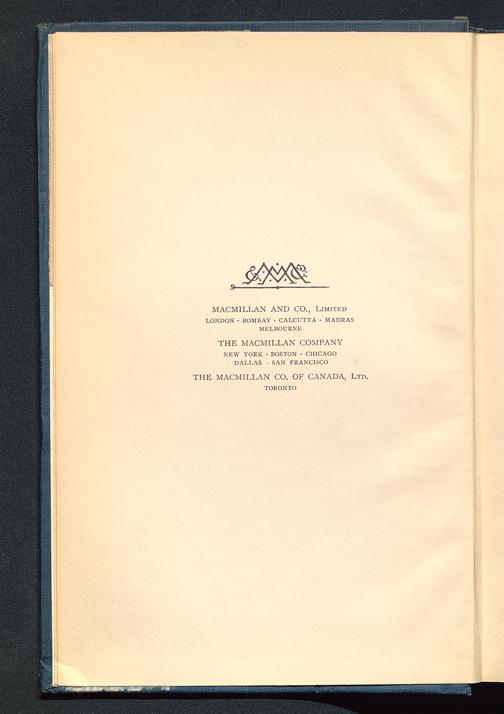 MACMILLAN AND CO., LIMITED
LONDON · BOMBAY · CALCUTTA · MADRAS
MELBOURNE
THE MACMILLAN COMPANY
NEW YORK · BOSTON · CHICAGO
DALLAS · SAN FRANCISCO
THE MACMILLAN CO. OF CANADA, LTD.
TORONTO